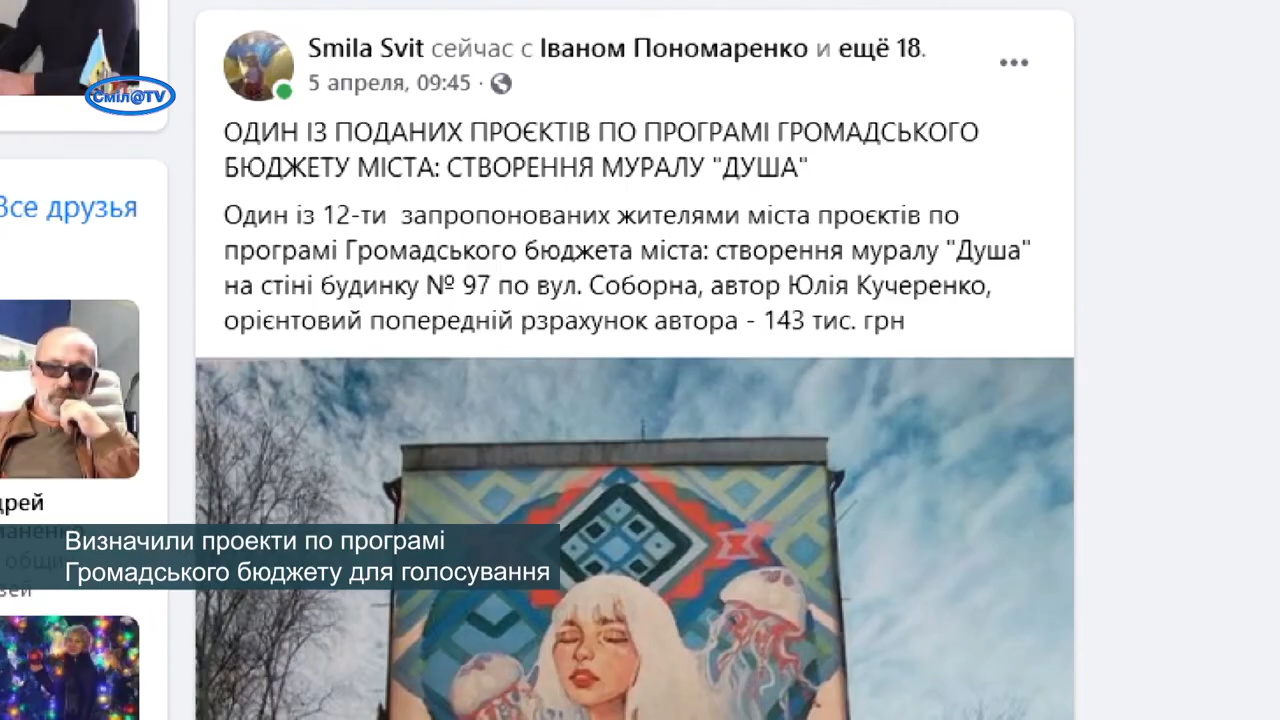 Smila Svit сейчас с Іваном Пономаренко и ещё 18.
5 апреля, 09:45 ·
Сміл@TV
ОДИН ІЗ ПОДАНИХ ПРОЄКТІВ ПО ПРОГРАМІ ГРОМАДСЬКОГО
БЮДЖЕТУ МІСТА: СТВОРЕННЯ МУРАЛУ "ДУША"
Все друзья
Один із 12-ти запропонованих жителями міста проєктів по
програмі Громадського бюджета міста: створення муралу "Душа"
на стіні будинку № 97 по вул. Соборна, автор Юлія Кучеренко,
орієнтовий попередній рзрахунок автора - 143 тис. грн
Визначили проекти по програмі
Громадського бюджету для голосування